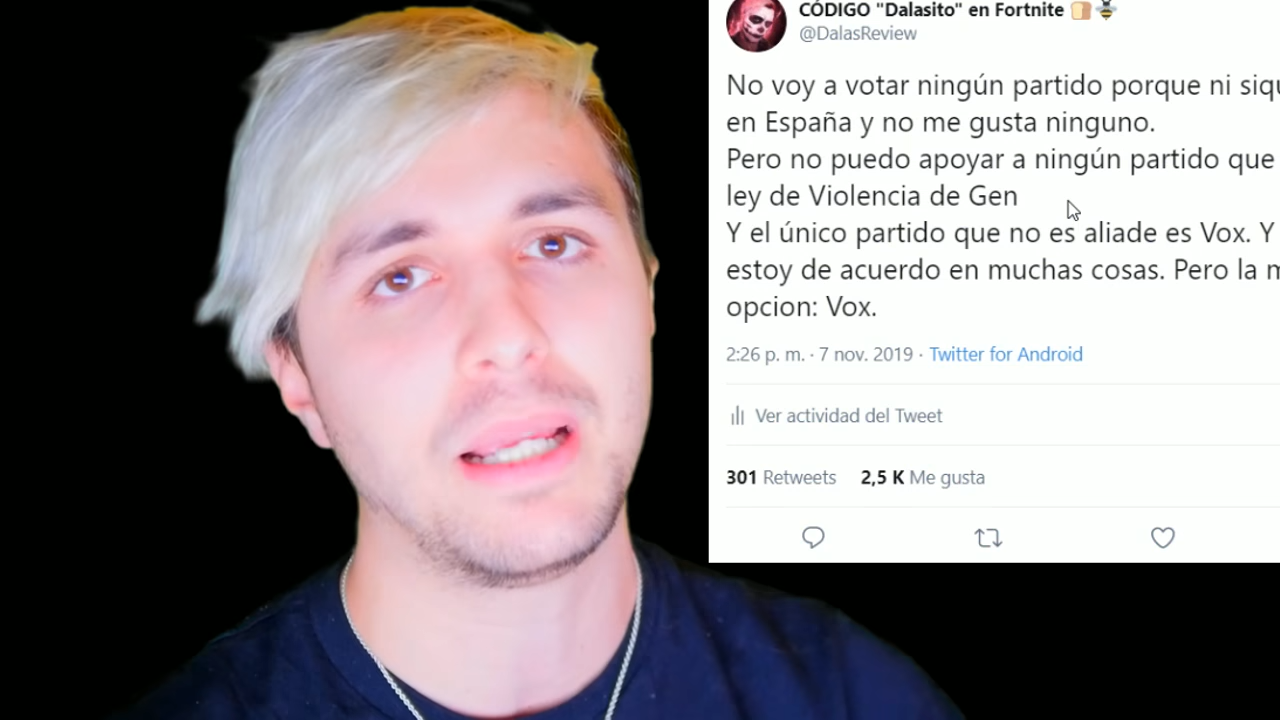 CÓDIGO "Dalasito" en Fortnite 🍞🐝
@DalasReview
No voy a votar ningún partido porque ni
en España y no me gusta ninguno.
Pero no puedo apoyar a ningún partido que
ley de Violencia de Gen
Y el único partido que no es aliade es Vox. Y
estoy de acuerdo en muchas cosas. Pero la
opcion: Vox.
2:26 p. m. · 7 nov. 2019 · Twitter for Android
Ver actividad del Tweet
301 Retweets 2,5 K Me gusta